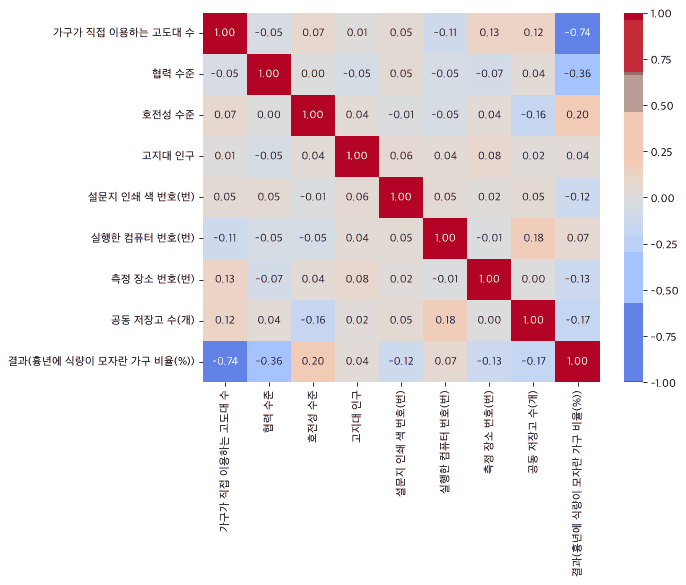 가구가 직접 이용하는 고도대 수
협력 수준
호전성 수준
고지대 인구
설문지 인쇄 색 번호(번)
실행한 컴퓨터 번호(번)
측정 장소 번호(번)
공동 저장고 수(개)
결과(흉년에 식량이 모자란 가구 비율(%))
1.00 -0.05 0.07 0.01 0.05 -0.11 0.13 0.12 -0.74
-0.05 1.00 0.00 -0.05 0.05 -0.05 -0.07 0.04 -0.36
0.07 0.00 1.00 0.04 -0.01 -0.05 0.04 -0.16 0.20
0.01 -0.05 0.04 1.00 0.06 0.04 0.08 0.02 0.04
0.05 0.05 -0.01 0.06 1.00 0.05 0.02 0.05 -0.12
-0.11 -0.05 -0.05 0.04 0.05 1.00 -0.01 0.18 0.07
0.13 -0.07 0.04 0.08 0.02 -0.01 1.00 0.00 -0.13
0.12 0.04 -0.16 0.02 0.05 0.18 0.00 1.00 -0.17
-0.74 -0.36 0.20 0.04 -0.12 0.07 -0.13 -0.17 1.00
가구가 직접 이용하는 고도대 수
협력 수준
호전성 수준
고지대 인구
설문지 인쇄 색 번호(번)
실행한 컴퓨터 번호(번)
측정 장소 번호(번)
공동 저장고 수(개)
결과(흉년에 식량이 모자란 가구 비율(%))
1.00
0.75
0.50
0.25
0.00
-0.25
-0.50
-0.75
-1.00